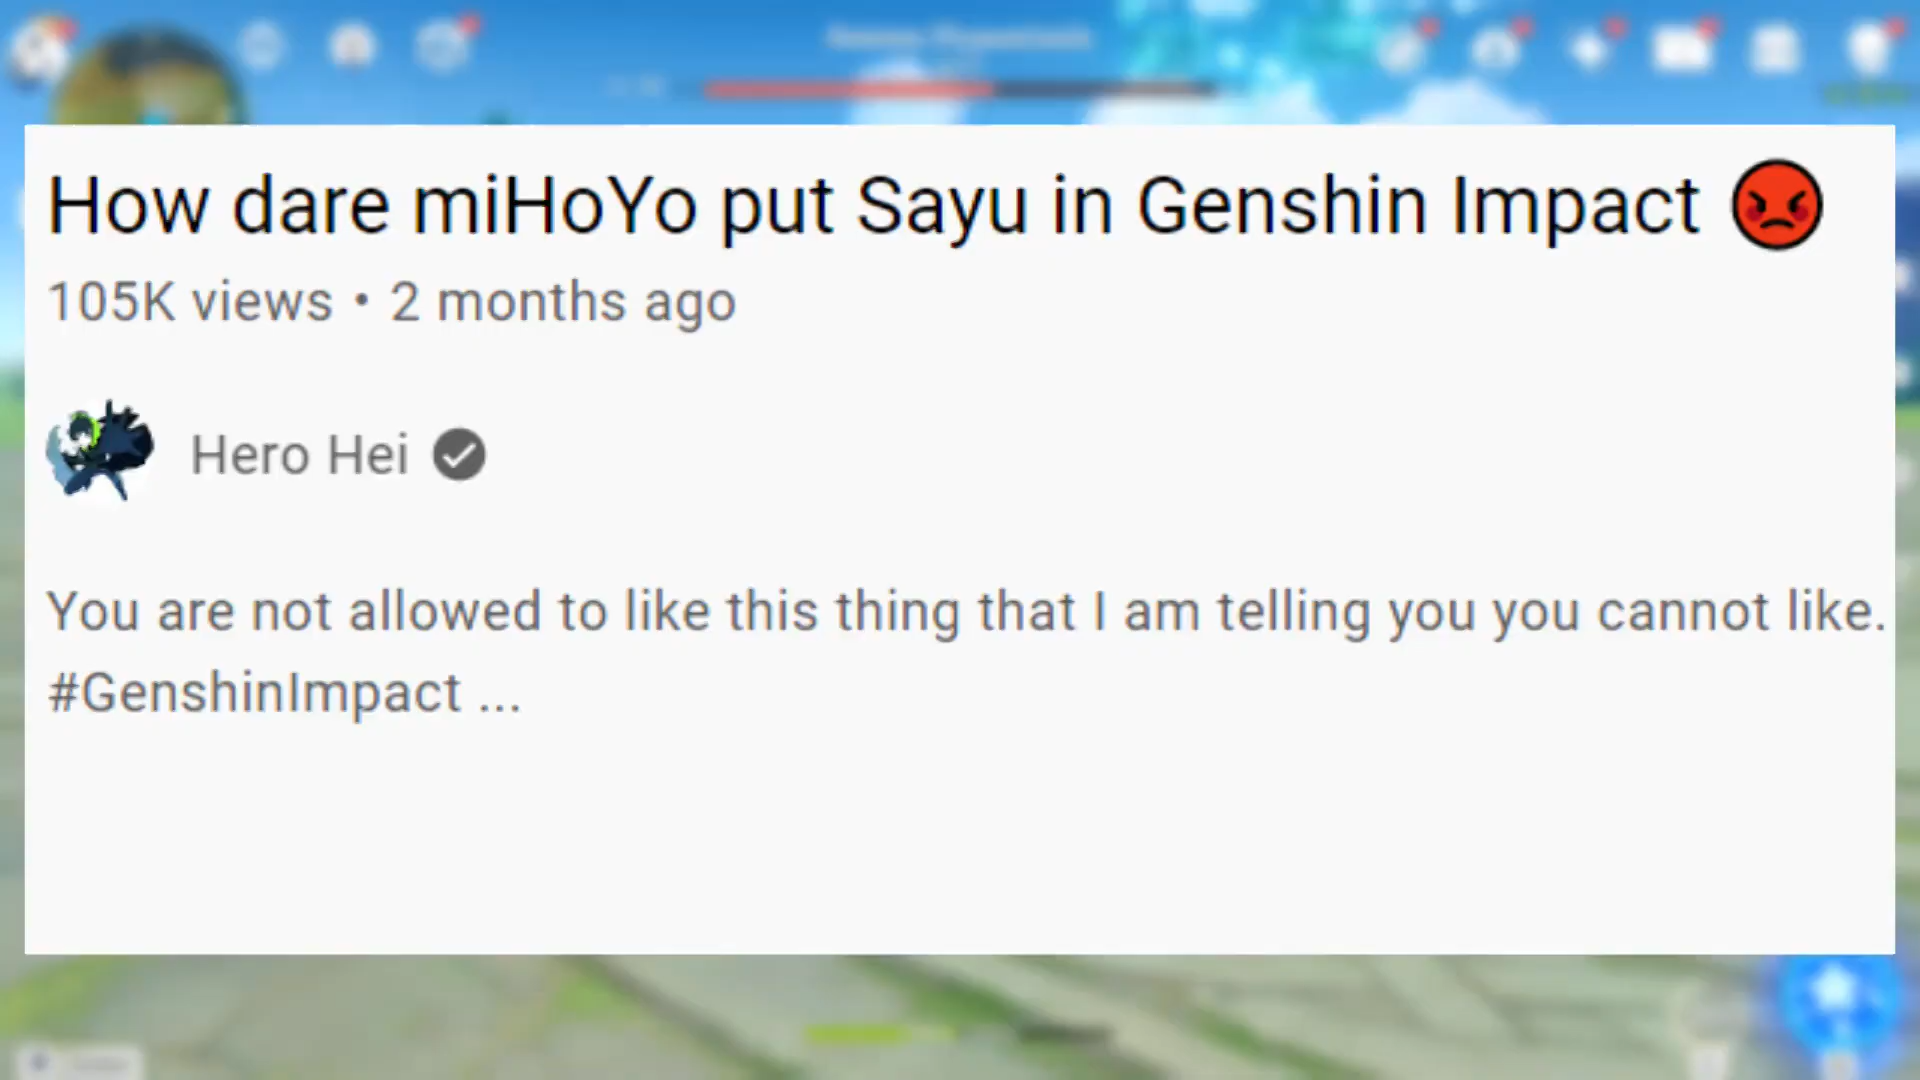 How dare miHoYo put Sayu in Genshin Impact 😡
105K views • 2 months ago
Hero Hei
You are not allowed to like this thing that I am telling you you cannot like.
#GenshinImpact ...